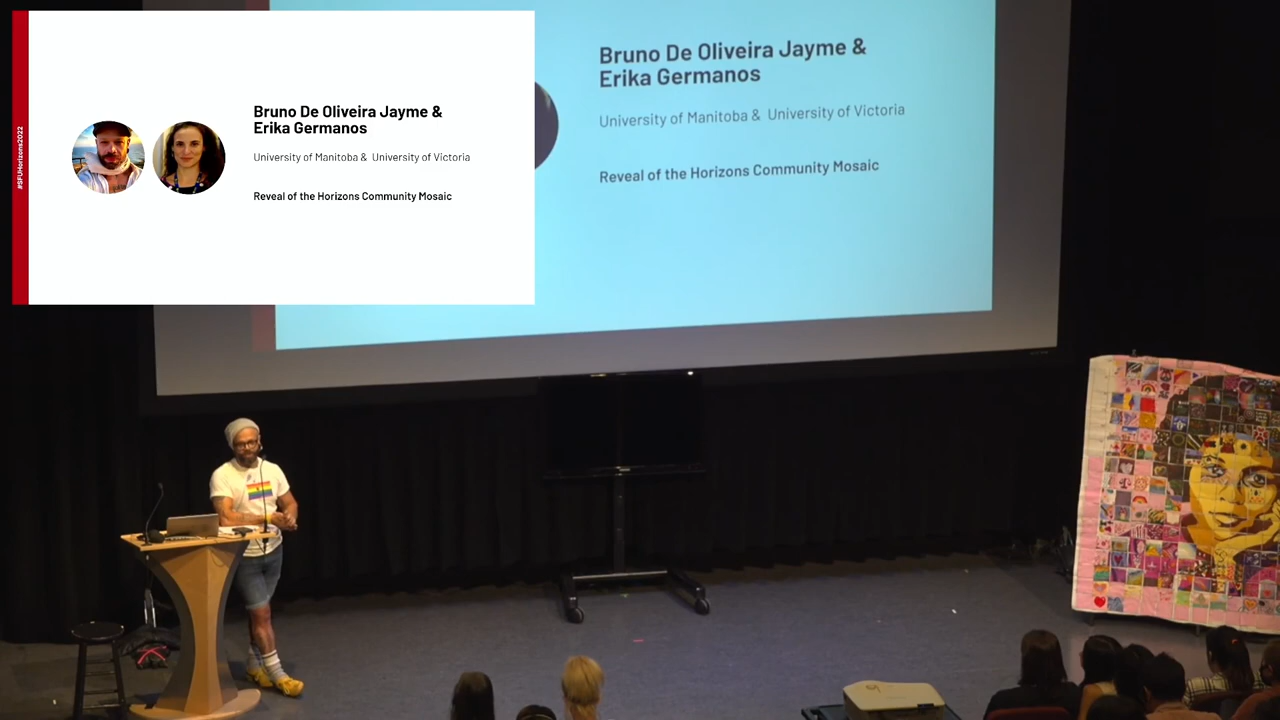 #SFUHorizons2022
Bruno De Oliveira Jayme &
Erika Germanos
University of Manitoba & University of Victoria
Reveal of the Horizons Community Mosaic
Bruno De Oliveira Jayme &
Erika Germanos
University of Manitoba & University of Victoria
Reveal of the Horizons Community Mosaic